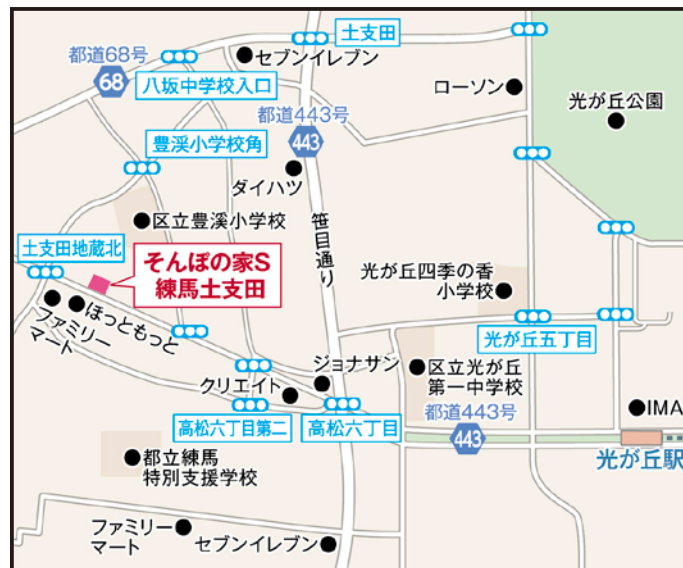 土支田
都道68号
セブンイレブン
68
八坂中学校入口
ローソン
都道443号
光が丘公園
443
豊渓小学校角
ダイハツ
笹目通り
区立豊渓小学校
土支田地蔵北
そんぽの家S
練馬土支田
光が丘四季の香
小学校
ほっともっと
ファミリー
マート
光が丘五丁目
ジョナサン
区立光が丘
第一中学校
クリエイト
IMA
都道443号
高松六丁目第二
高松六丁目
443
光が丘駅
都立練馬
特別支援学校
ファミリー
マート
セブンイレブン